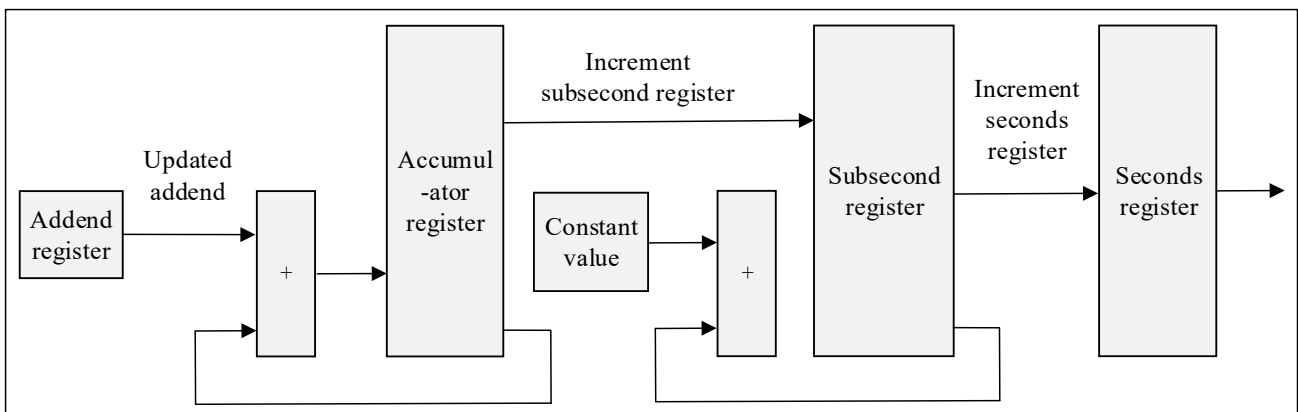 Increment
subsecond register
Increment
seconds
register
Updated
addend
Accumul
-ator
register
Addend
register
+
Constant
value
+
Subsecond
register
Seconds
register